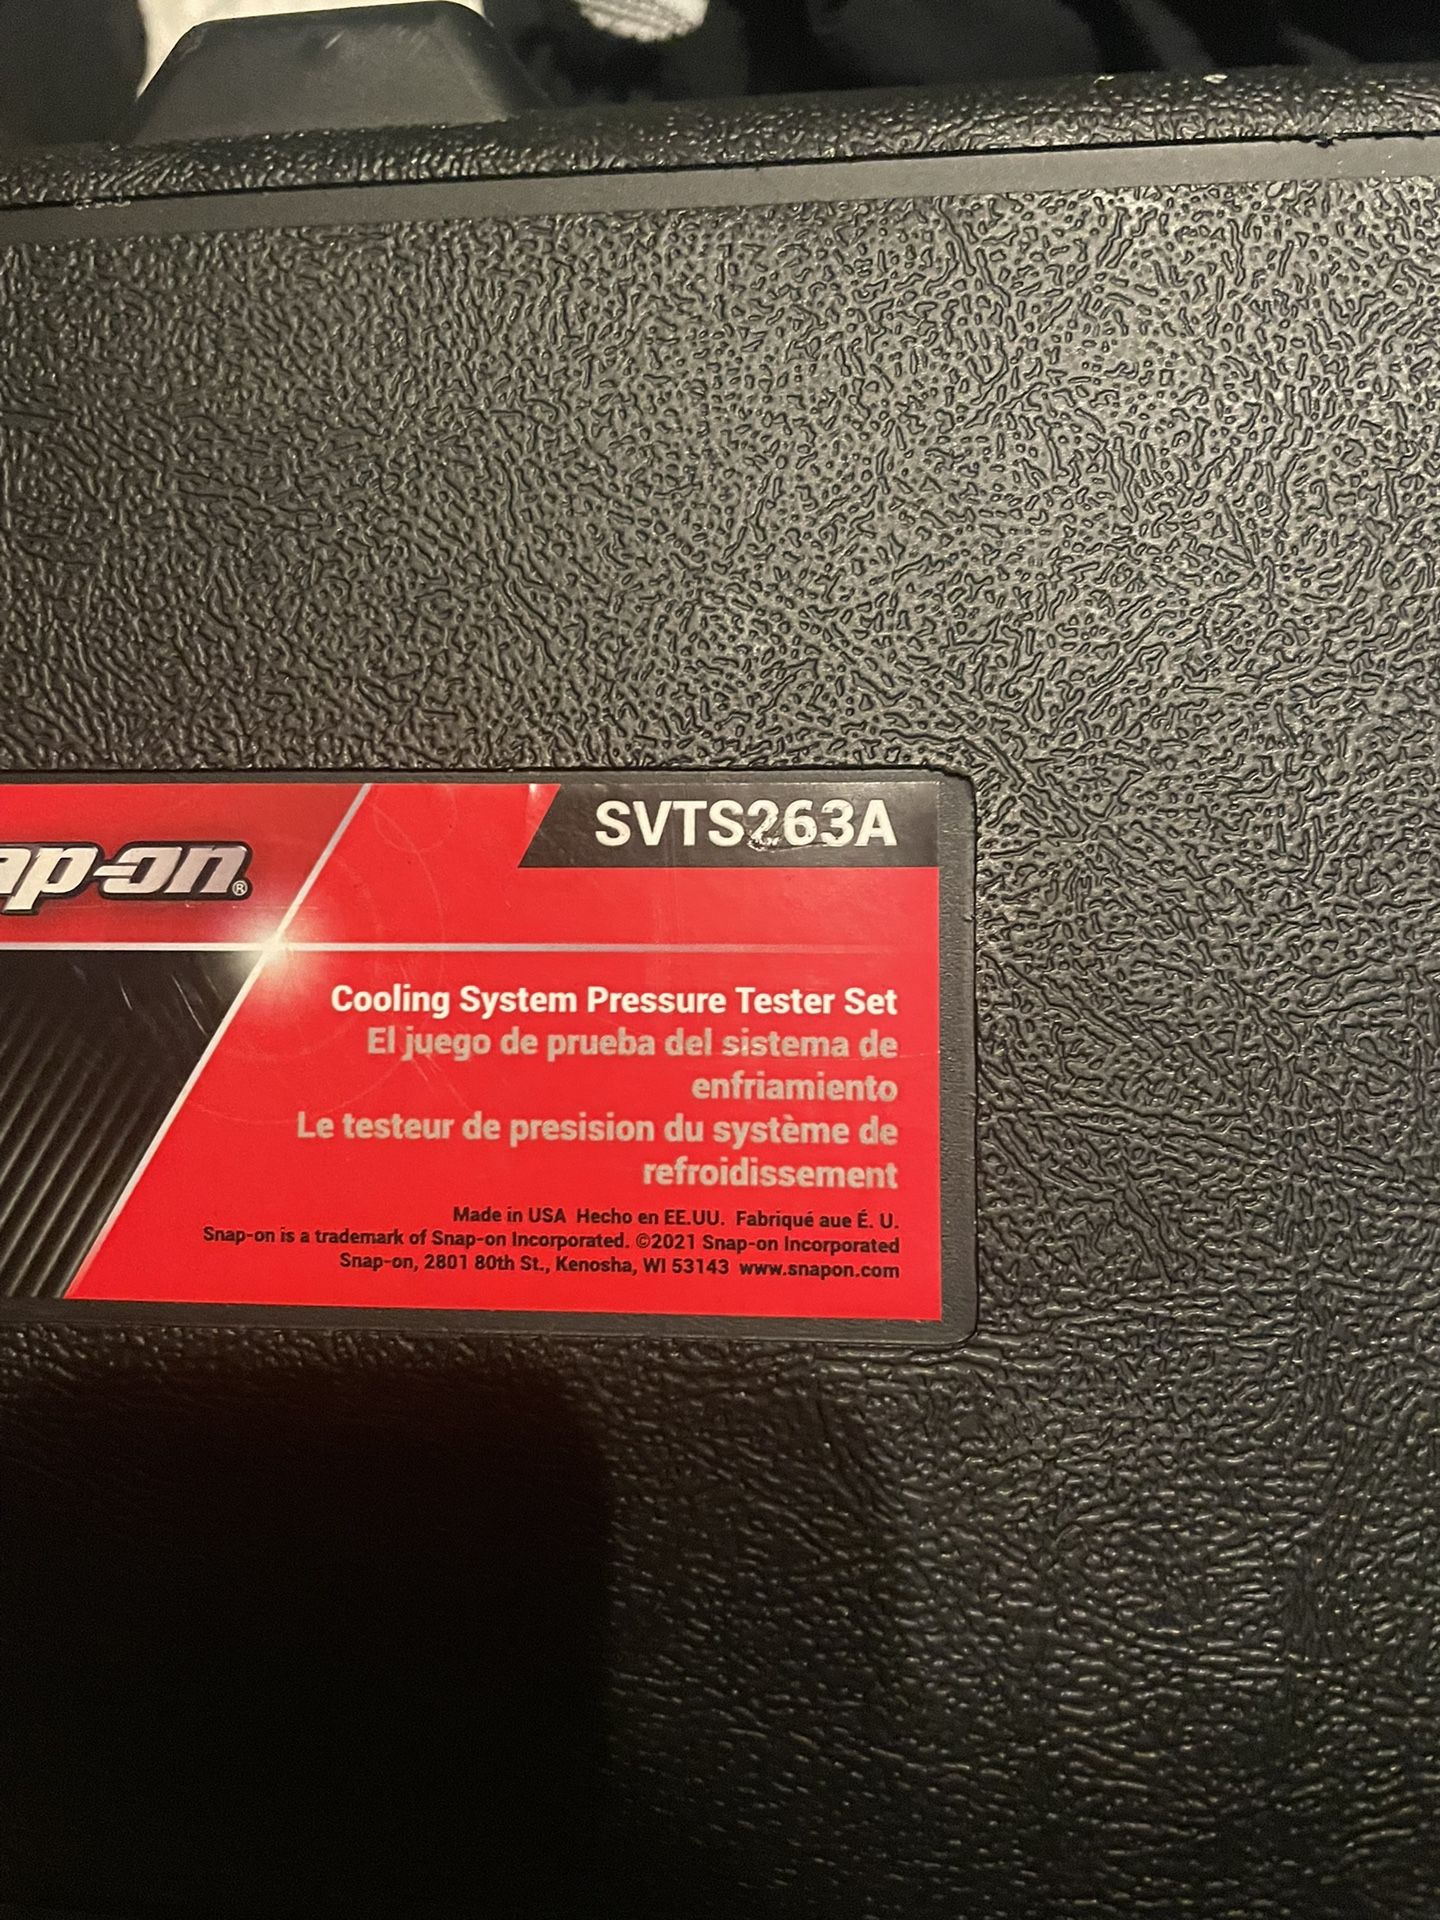 SVTS263A
ap-on®
Cooling System Pressure Tester Set
El juego de prueba del sistema de
enfriamiento
Le testeur de presision du système de
refroidissement
Made in USA Hecho en EE.UU. Fabriqué aue É. U.
Snap-on is a trademark of Snap-on Incorporated. ©2021 Snap-on Incorporated
Snap-on, 2801 80th St., Kenosha, WI 53143 www.snapon.com